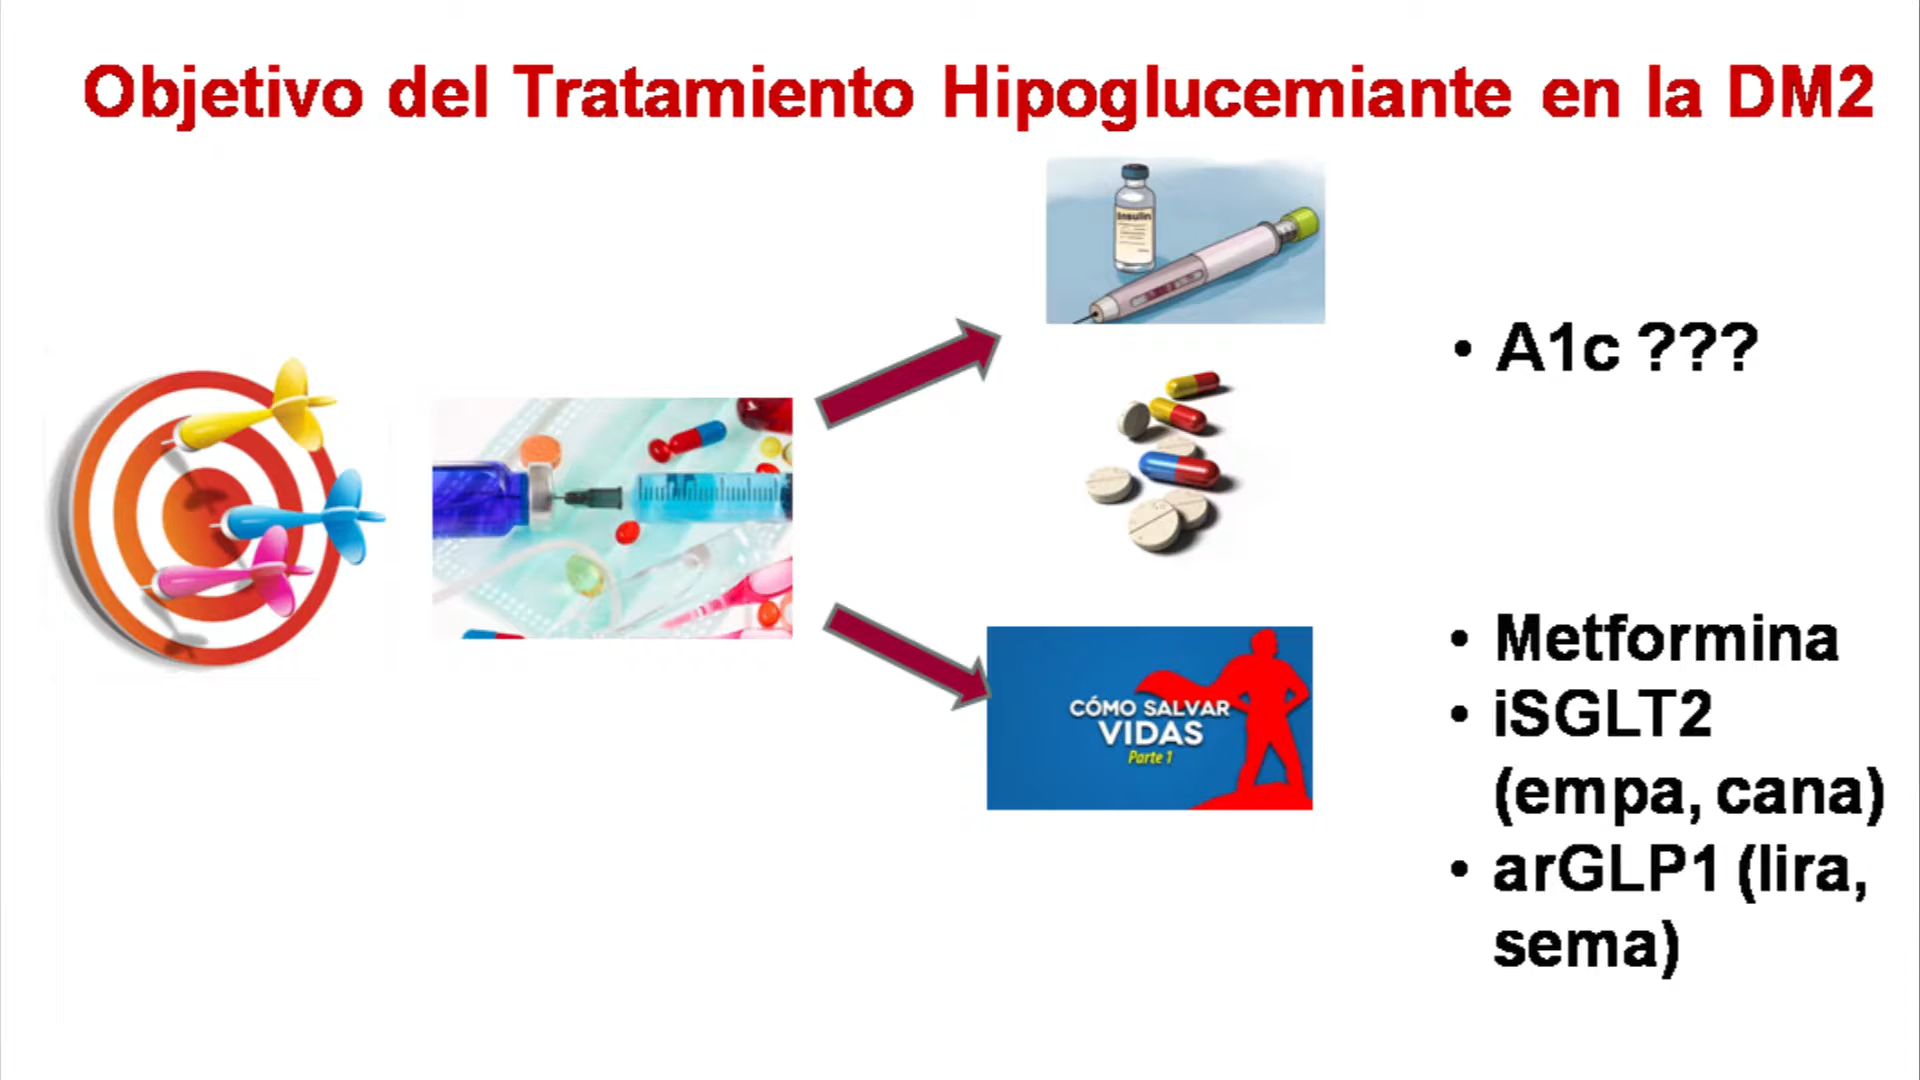 Objetivo del Tratamiento Hipoglucemiante en la DM2
Insulin
• A1c ???
CÓMO SALVAR
VIDAS
Parte 1
• Metformina
• iSGLT2
(empa, cana)
• arGLP1 (lira,
sema)